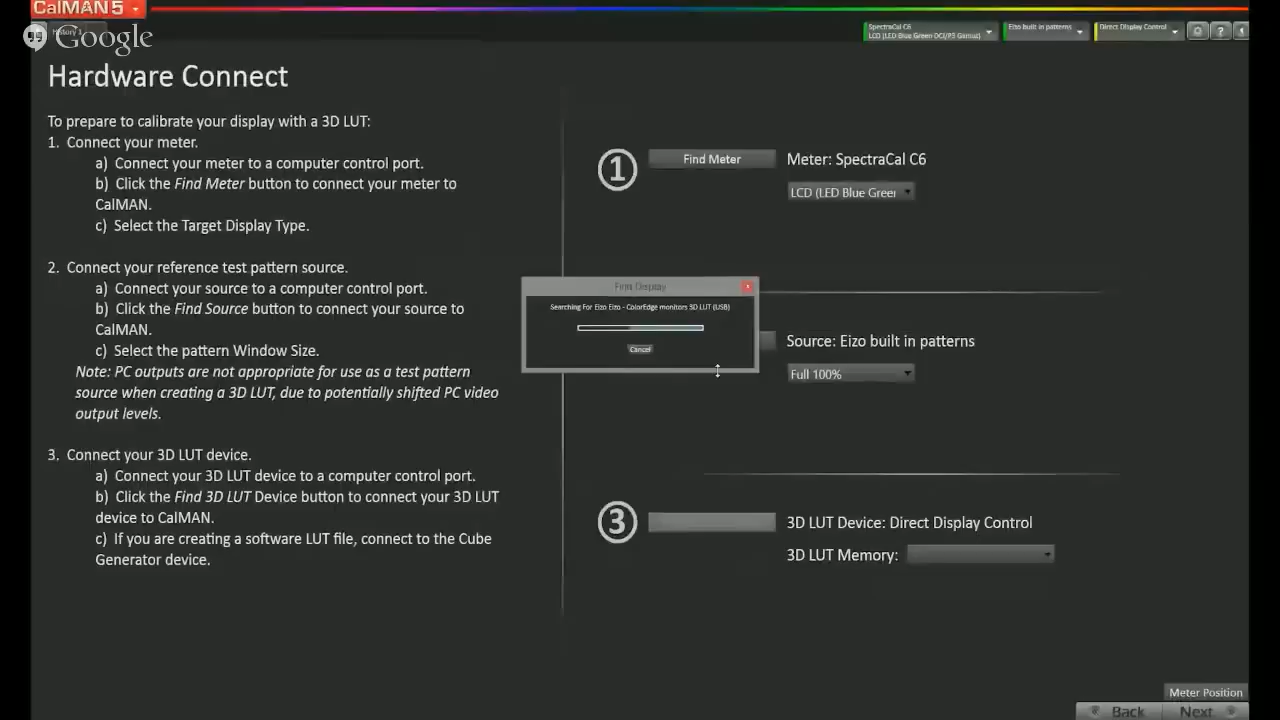 CalMAN 5
History 1
Google
SpectraCal C6
LCD (LED Blue Green DCI/P3 Gamut)
Eizo built in patterns
Direct Display Control
?
Hardware Connect
To prepare to calibrate your display with a 3D LUT:
1. Connect your meter.
a) Connect your meter to a computer control port.
b) Click the Find Meter button to connect your meter to
CalMAN.
c) Select the Target Display Type.
2. Connect your reference test pattern source.
a) Connect your source to a computer control port.
b) Click the Find Source button to connect your source to
CalMAN.
c) Select the pattern Window Size.
Note: PC outputs are not appropriate for use as a test pattern
source when creating a 3D LUT, due to potentially shifted PC video
output levels.
3. Connect your 3D LUT device.
a) Connect your 3D LUT device to a computer control port.
b) Click the Find 3D LUT Device button to connect your 3D LUT
device to CalMAN.
c) If you are creating a software LUT file, connect to the Cube
Generator device.
1
Find Meter
Meter: SpectraCal C6
LCD (LED Blue Green
Find Display
Searching For Eizo Eizo - ColorEdge monitors 3D LUT (USB)
Cancel
Source: Eizo built in patterns
Full 100%
3
3D LUT Device: Direct Display Control
3D LUT Memory:
Meter Position
Back
Next